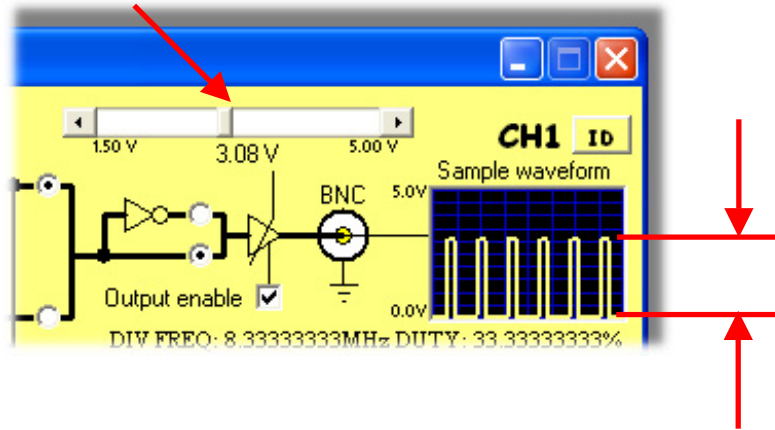 CH1 ID
1.50 V 3.08 V 5.00 V
Sample waveform
BNC 5.0V
Output enable
0.0V
DIV FREQ: 8.33333333MHz DUTY: 33.33333333%